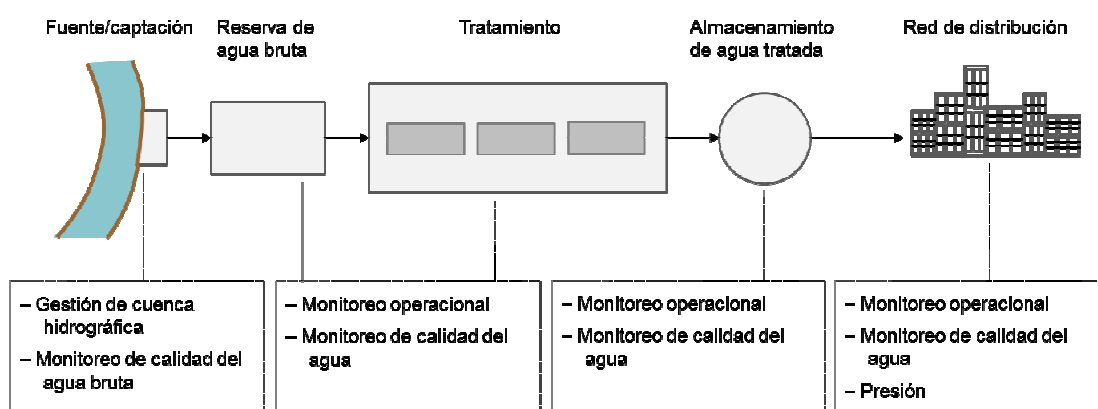 Fuente/captación
Reserva de
agua bruta
Tratamiento
Almacenamiento
de agua tratada
Red de distribución
– Gestión de cuenca
hidrográfica
– Monitoreo de calidad del
agua bruta
– Monitoreo operacional
– Monitoreo de calidad del
agua
– Monitoreo operacional
– Monitoreo de calidad del
agua
– Monitoreo operacional
– Monitoreo de calidad del
agua
– Presión